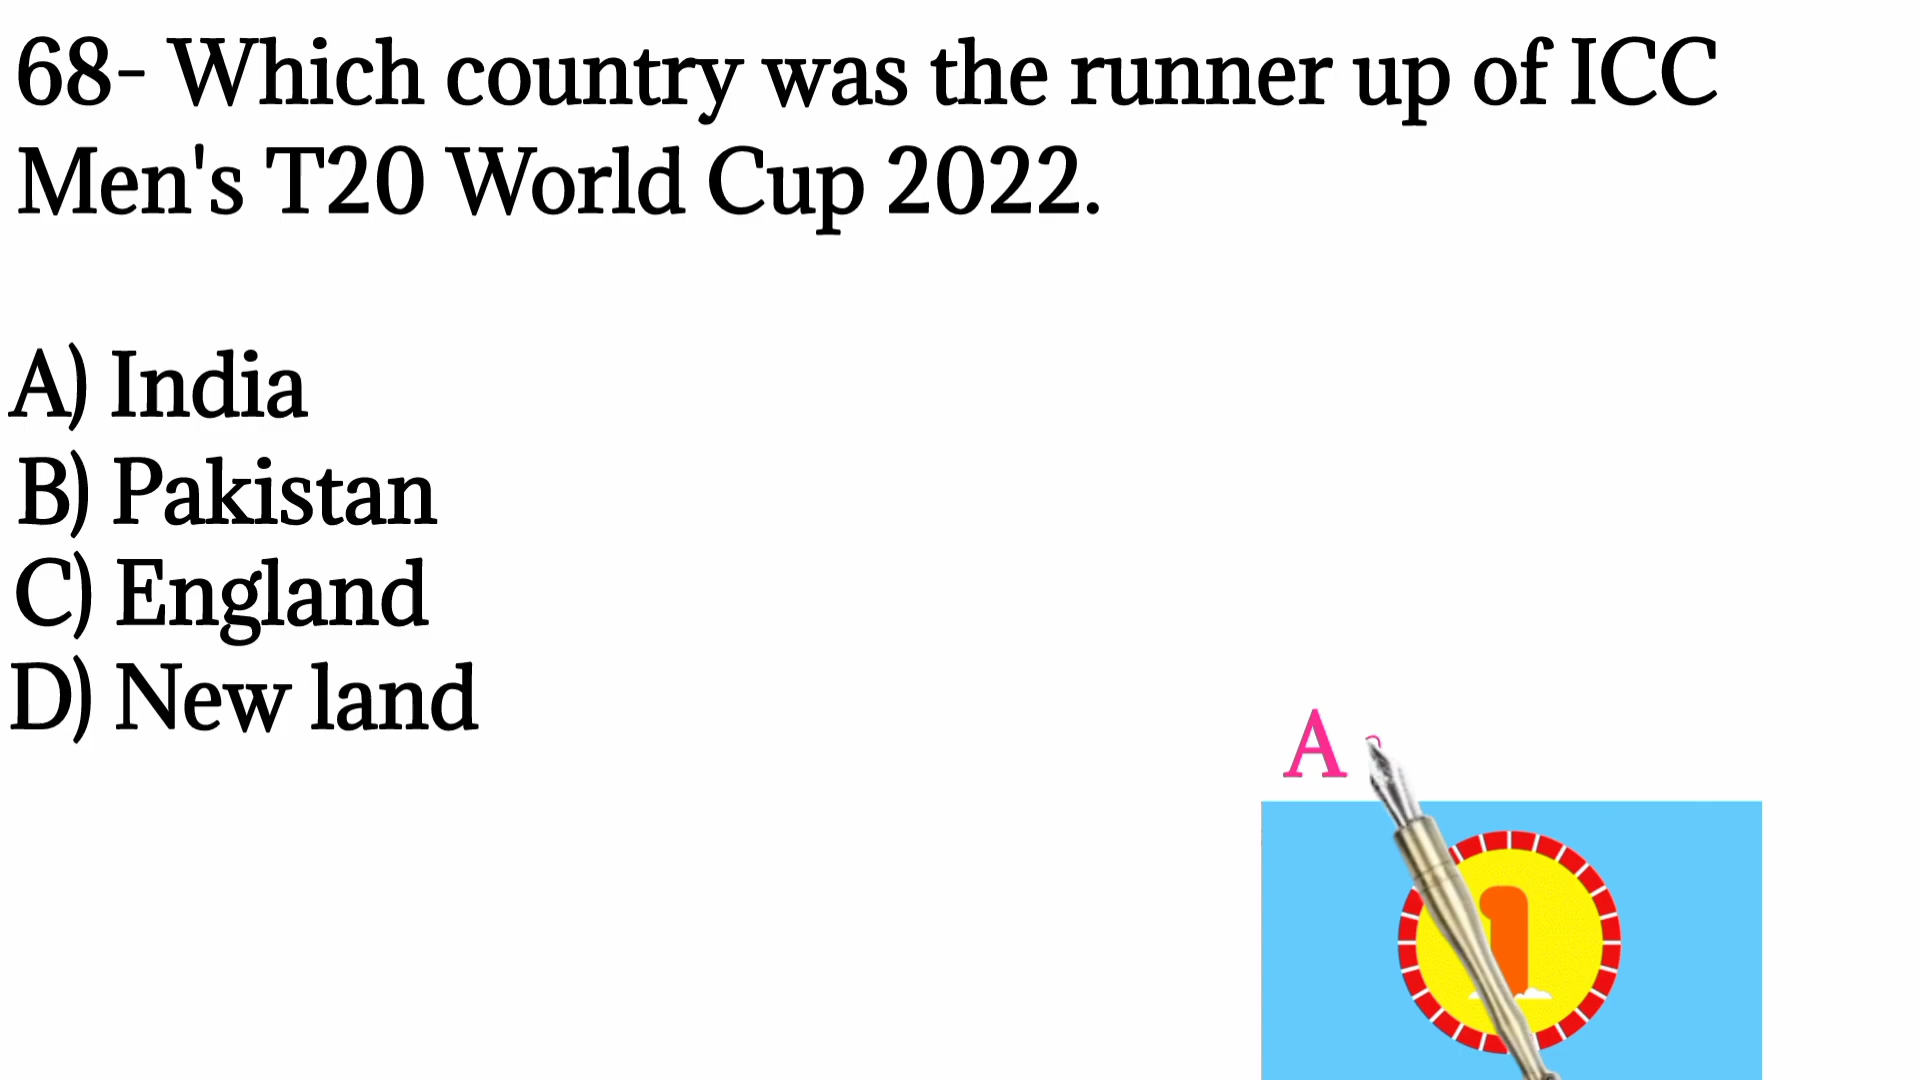 68- Which country was the runner up of ICC
Men's T20 World Cup 2022.
A) India
B) Pakistan
C) England
D) New land
A
1